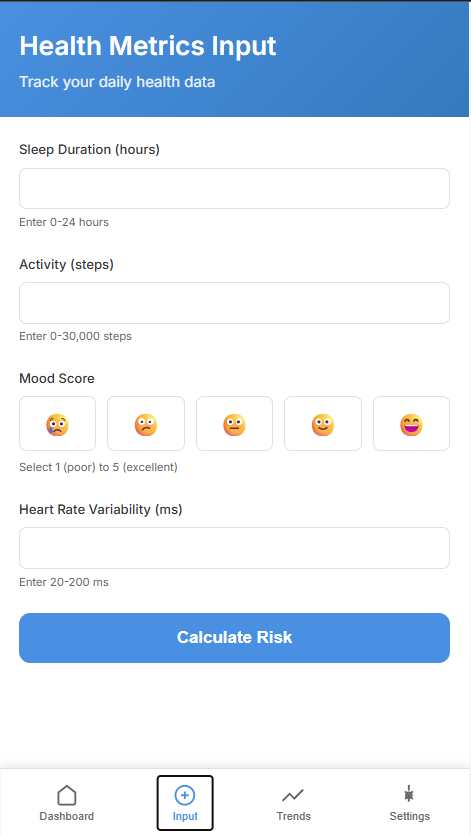 Health Metrics Input
Track your daily health data
Sleep Duration (hours)
Enter 0-24 hours
Activity (steps)
Enter 0-30,000 steps
Mood Score
Select 1 (poor) to 5 (excellent)
Heart Rate Variability (ms)
Enter 20-200 ms
Calculate Risk
Dashboard
Input
Trends
Settings